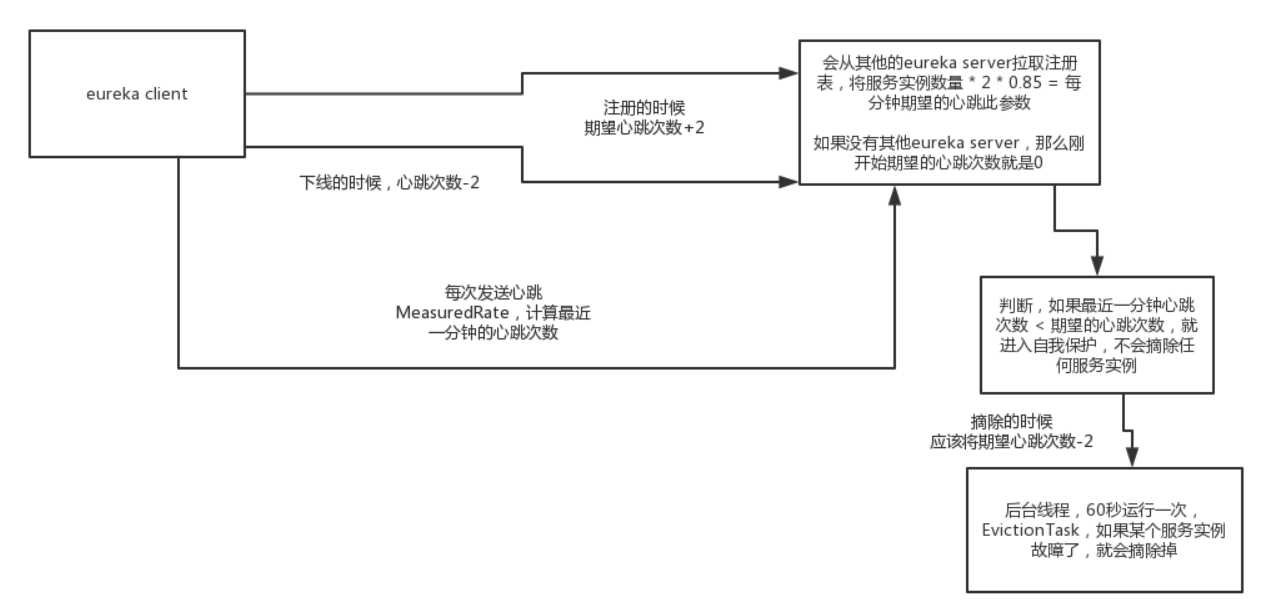 eureka client
会从其他的eureka server拉取注册
表，将服务实例数量 * 2 * 0.85 = 每
分钟期望的心跳此参数
如果没有其他eureka server，那么刚
开始期望的心跳次数就是0
注册的时候
期望心跳次数+2
下线的时候，心跳次数-2
每次发送心跳
MeasuredRate，计算最近
一分钟的心跳次数
判断，如果最近一分钟心跳
次数 < 期望的心跳次数，就
进入自我保护，不会摘除任
何服务实例
摘除的时候
应该将期望心跳次数-2
后台线程，60秒运行一次，
EvictionTask，如果某个服务实例
故障了，就会摘除掉